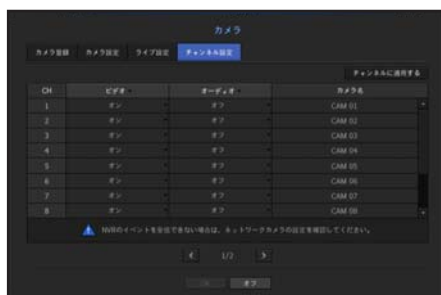 カメラ
カメラ登録 カメラ設定 ライブ設定 チャンネル設定
チャンネルに適用する
CH ビデオ オーディオ カメラ名
1 オン オフ CAM 01
2 オン オフ CAM 02
3 オン オフ CAM 03
4 オン オフ CAM 04
5 オン オフ CAM 05
6 オン オフ CAM 06
7 オン オフ CAM 07
8 オン オフ CAM 08
NVRのイベントを受信できない場合は、ネットワークカメラの設定を確認してください。
< 1/2 >
オフ